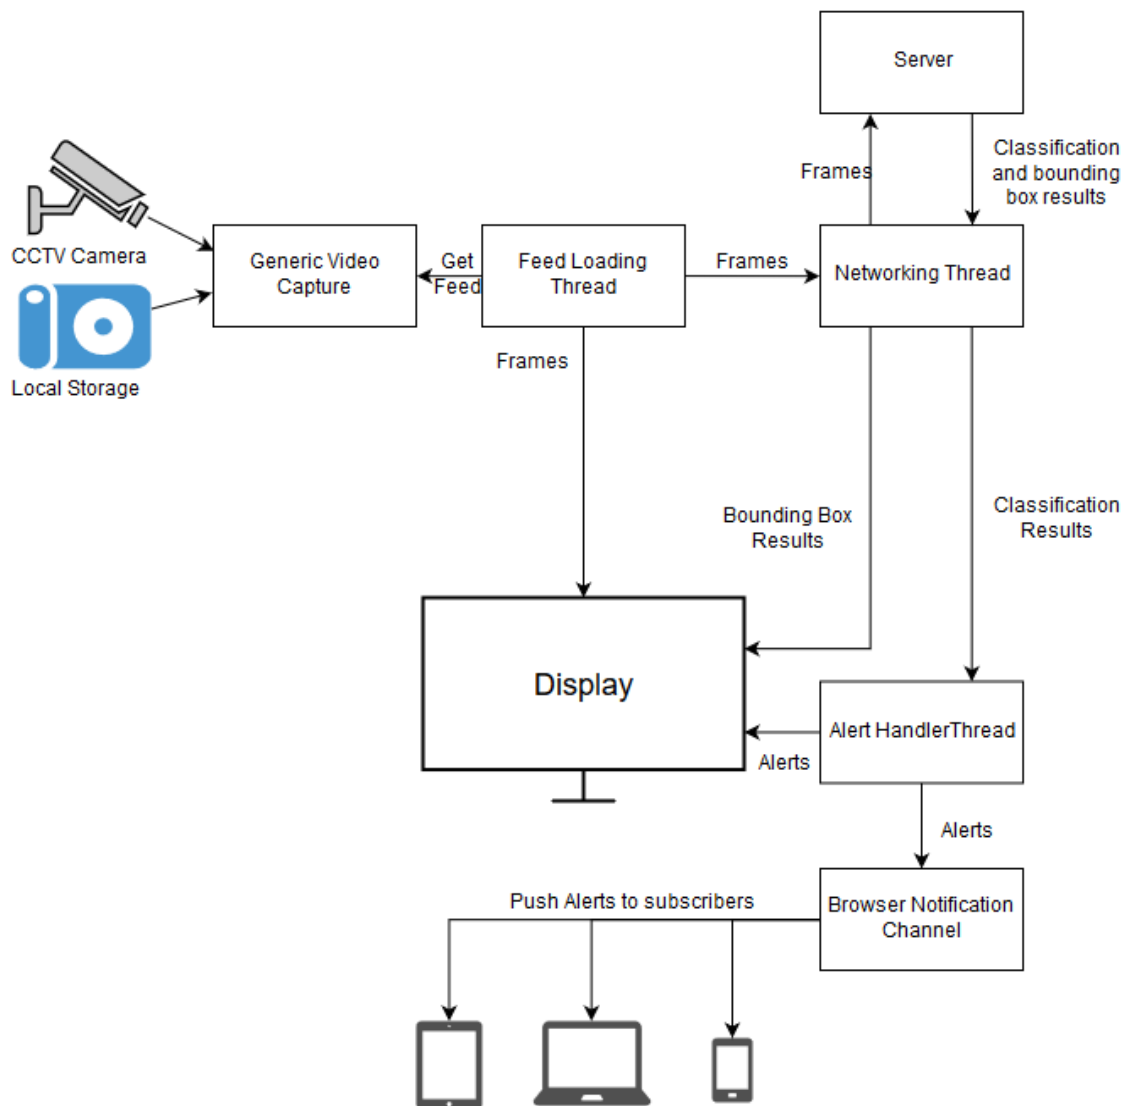 Server
Frames
Classification
and bounding
box results
CCTV Camera
Local Storage
Generic Video
Capture
Get
Feed
Feed Loading
Thread
Frames
Networking Thread
Frames
Bounding Box
Results
Classification
Results
Display
Alert HandlerThread
Alerts
Alerts
Browser Notification
Channel
Push Alerts to subscribers